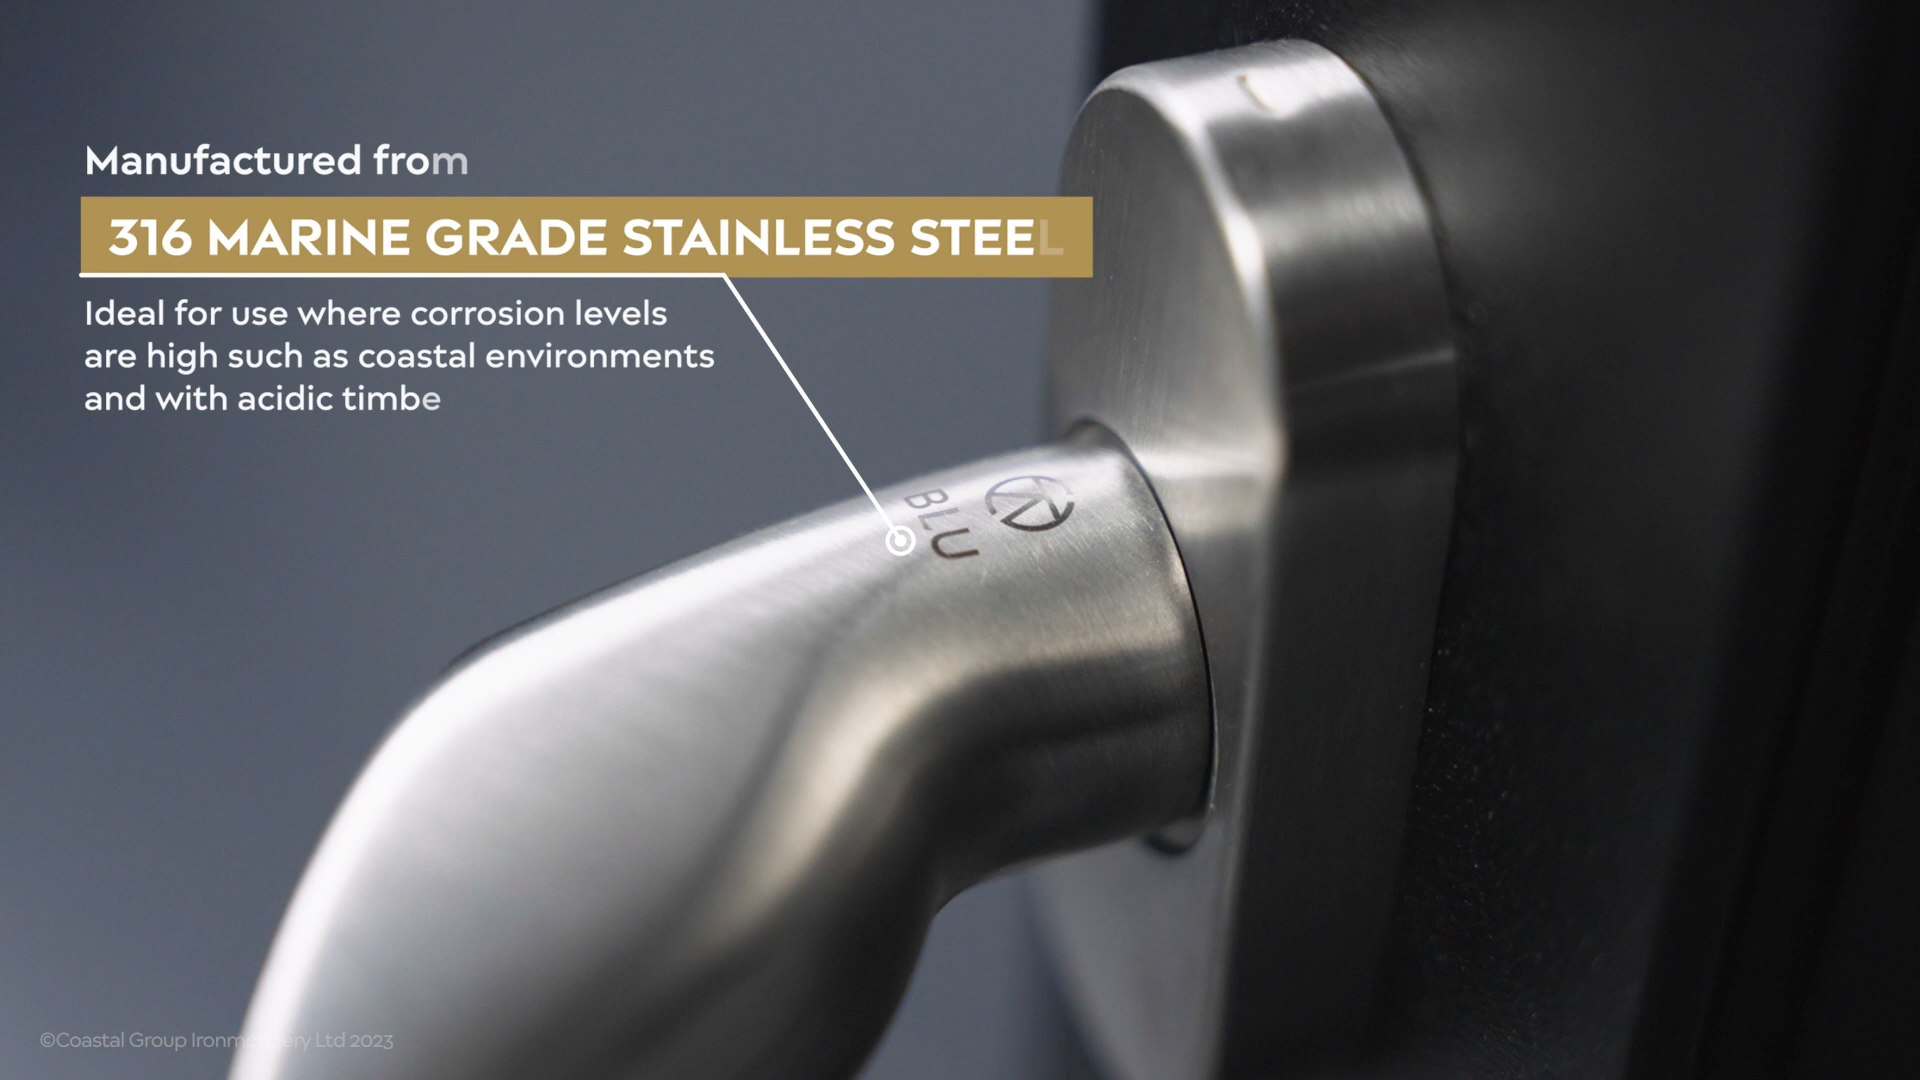 Manufactured from
316 MARINE GRADE STAINLESS STEEL
Ideal for use where corrosion levels
are high such as coastal environments
and with acidic timbe
BLU
©Coastal Group Ironmongery Ltd 2023